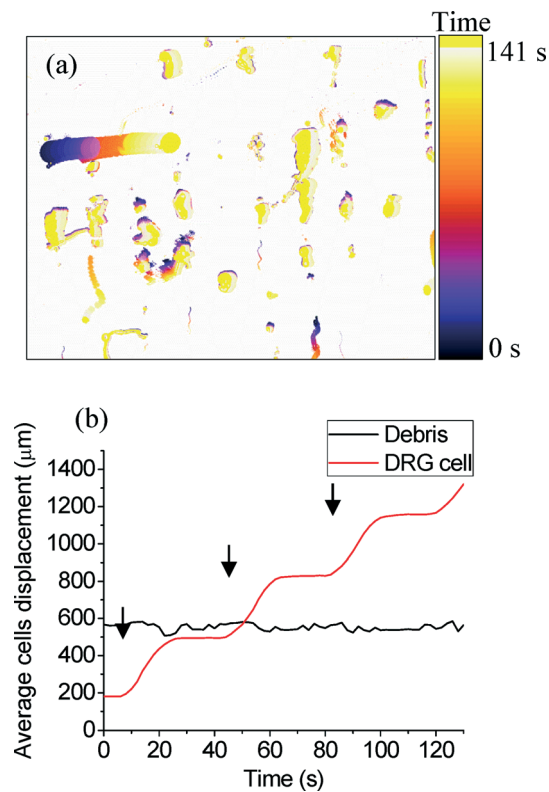 Time
(a)
141 s
0 s
(b)
Debris
DRG cell
1400
1200
1000
800
600
400
200
0
Average cells displacement (μm)
0 20 40 60 80 100 120
Time (s)